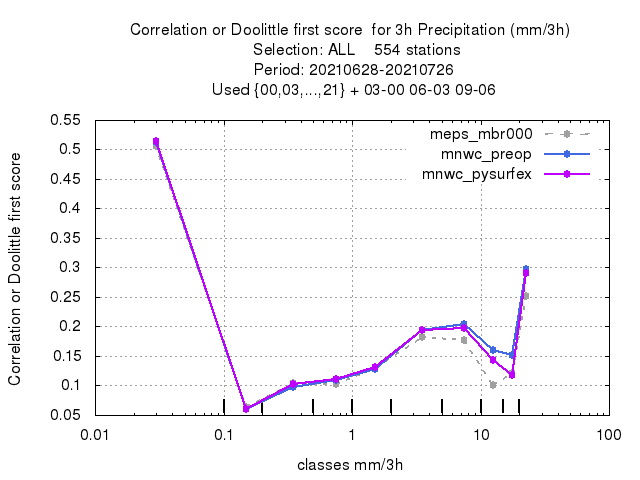 Correlation or Doolittle first score  for 3h Precipitation (mm/3h)
Selection: ALL    554 stations
Period: 20210628-20210726
Used {00,03,...,21} + 03-00 06-03 09-06
meps_mbr000
mnwc_preop
mnwc_pysurfex
Correlation or Doolittle first score
0.55
0.5
0.45
0.4
0.35
0.3
0.25
0.2
0.15
0.1
0.05
0.01 0.1 1 10 100
classes mm/3h